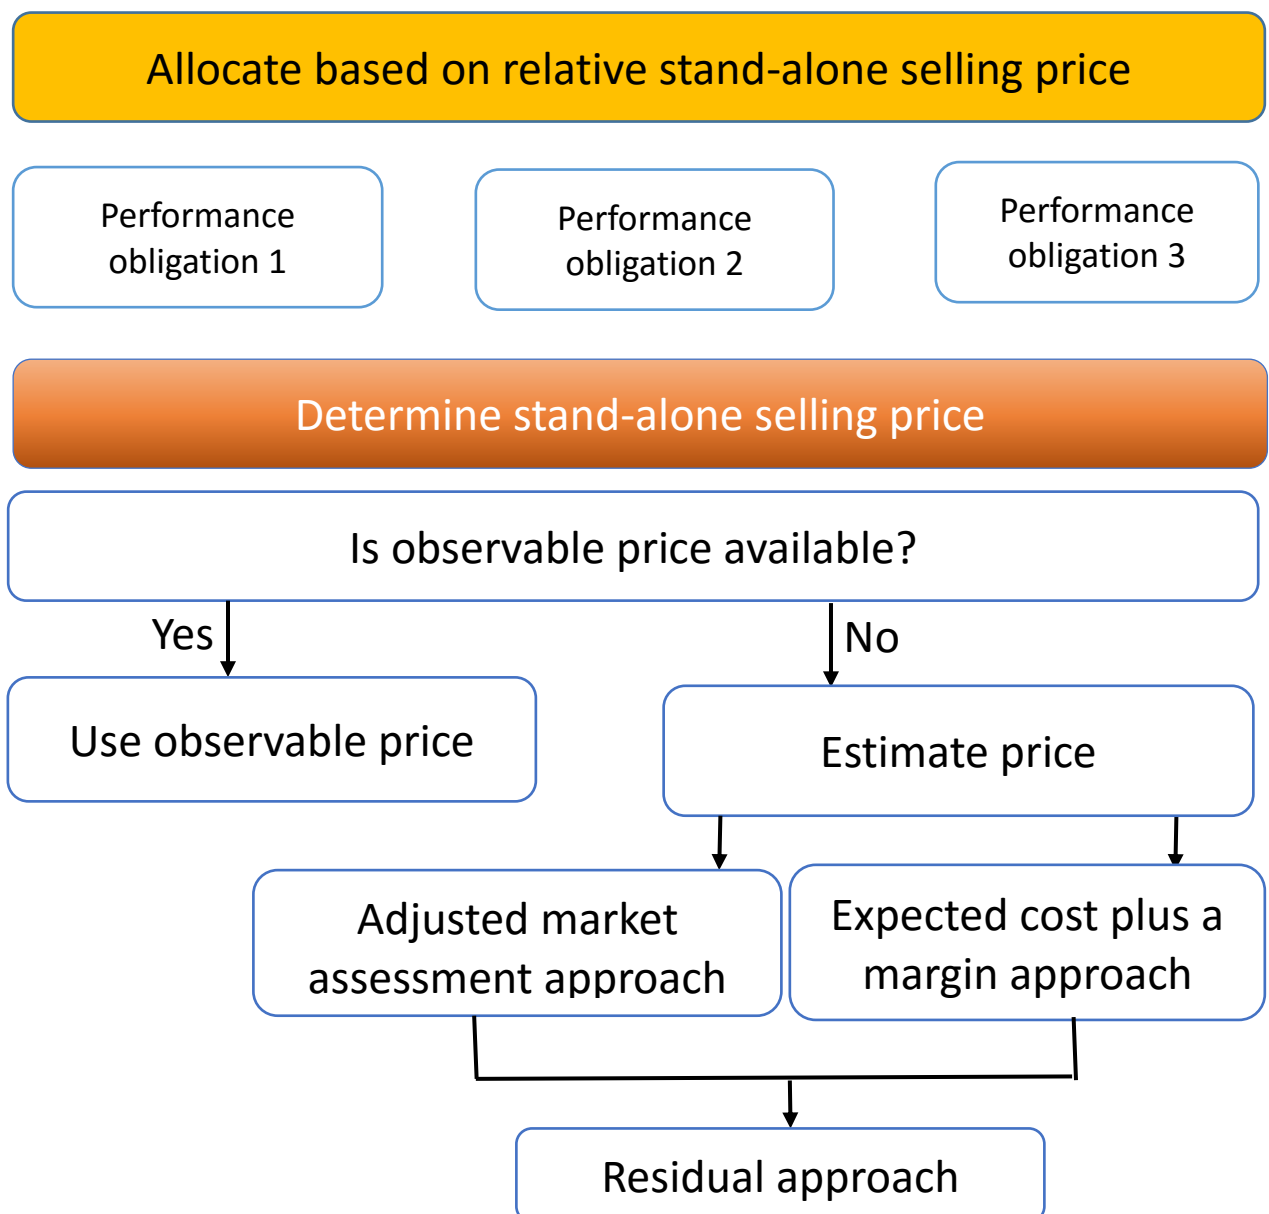 Allocate based on relative stand-alone selling price
Performance
obligation 1
Performance
obligation 2
Performance
obligation 3
Determine stand-alone selling price
Is observable price available?
Yes
No
Use observable price
Estimate price
Adjusted market
assessment approach
Expected cost plus a
margin approach
Residual approach